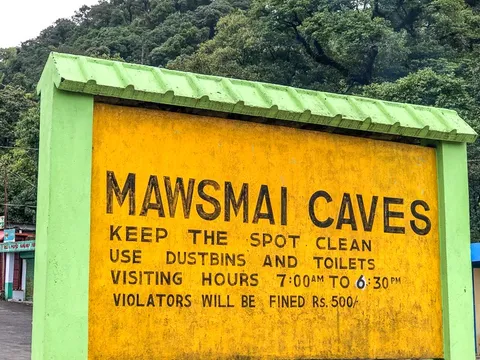 MAWSMAI CAVES
KEEP THE SPOT CLEAN
USE DUSTBINS AND TOILETS
VISITING HOURS 7:00AM TO 6:30PM
VIOLATORS WILL BE FINED RS.500/-